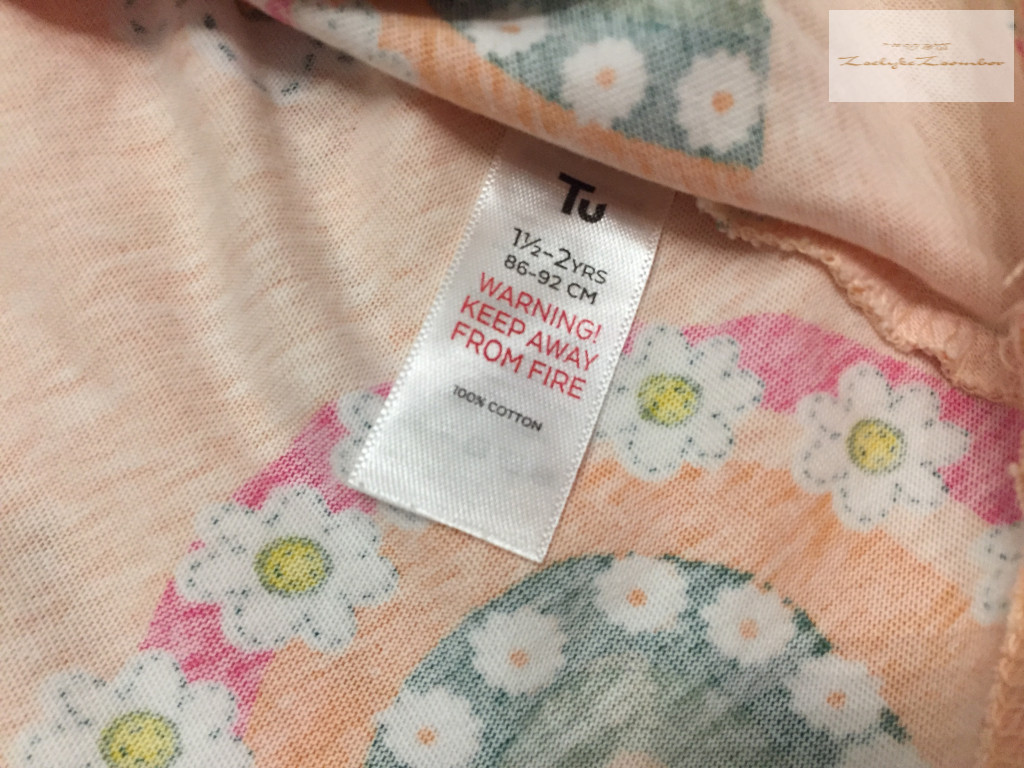 Tu
1½-2YRS
86-92 CM
WARNING!
KEEP AWAY
FROM FIRE
100% COTTON